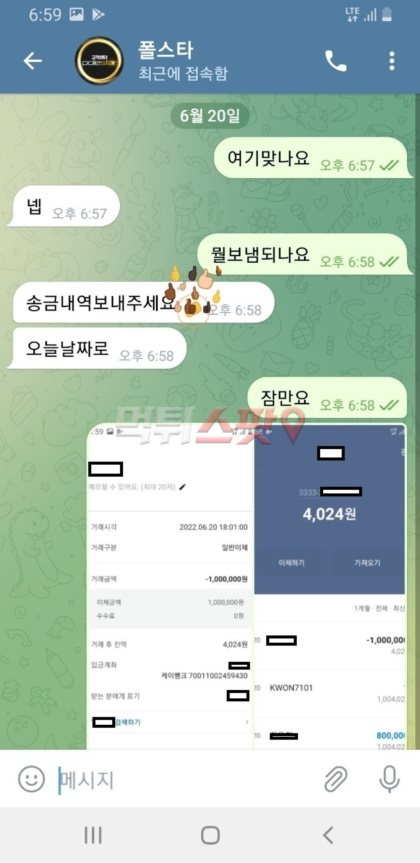 6:59
LTE
고객센터
polestar
폴스타
최근에 접속함
6월 20일
여기맞나요 오후 6:57
넵 오후 6:57
뭘보냄되나요 오후 6:58
송금내역보내주세요 오후 6:58
오늘날짜로 오후 6:58
잠만요 오후 6:58
먹튀스팟
:59
메모할 수 있어요. (최대 20자)
거래시각 2022.06.20 18:01:00
거래구분 일반이체
거래금액 -1,000,000원
이체금액 1,000,000원
수수료 0원
거래 후 잔액 4,024원
입금계좌
케이뱅크 70011002459430
받는 분에게 표기
검색하기
3333-
4,024원
이체하기 가져오기
1개월 · 전체 · 최신
20 -1,000,00
4,02
20 KWON7101
1,004,02
20 800,00
1,004,02
메시지